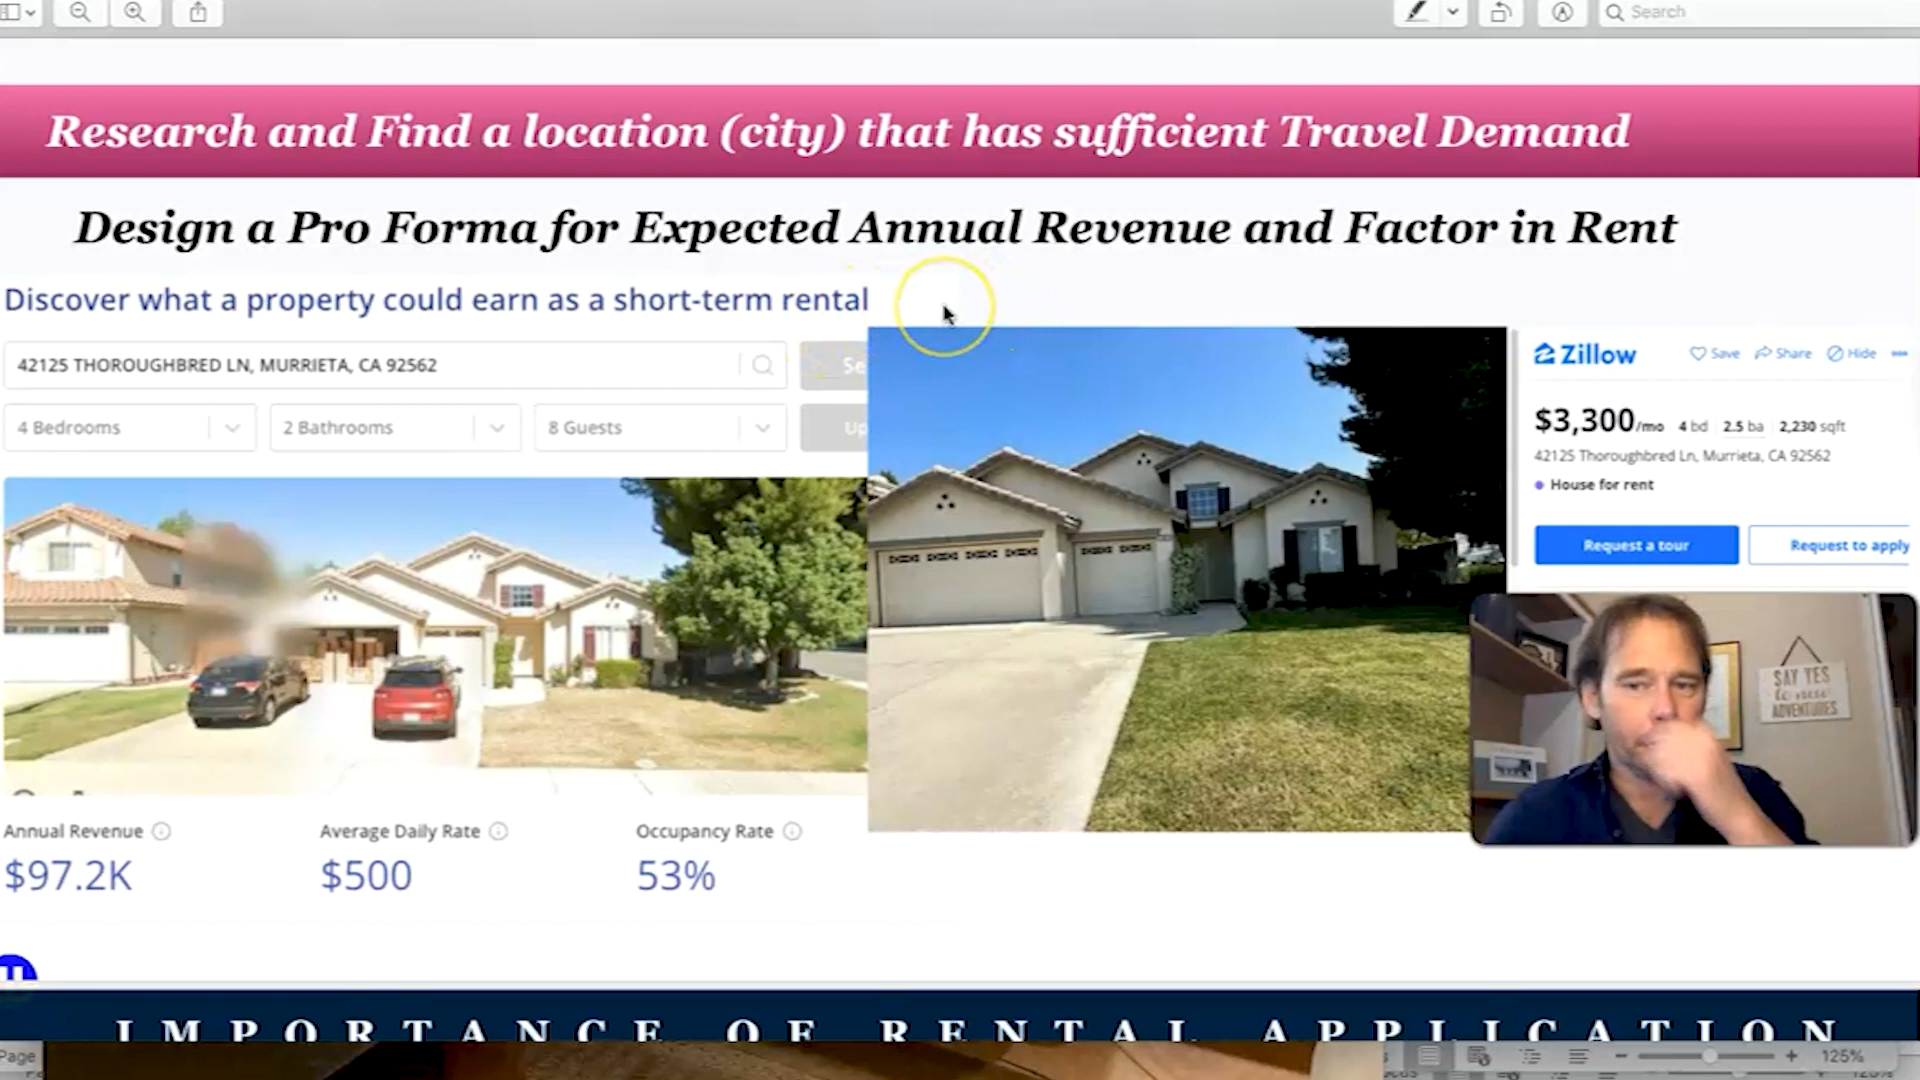 Search
Research and Find a location (city) that has sufficient Travel Demand
Design a Pro Forma for Expected Annual Revenue and Factor in Rent
Discover what a property could earn as a short-term rental
42125 THOROUGHBRED LN, MURRIETA, CA 92562
Se
4 Bedrooms 2 Bathrooms 8 Guests Up
Zillow Save Share Hide
$3,300/mo 4 bd 2.5 ba 2,230 sqft
42125 Thoroughbred Ln, Murrieta, CA 92562
House for rent
Request a tour Request to apply
SAY YES
to new
ADVENTURES
Annual Revenue Average Daily Rate Occupancy Rate
$97.2K $500 53%
IMPORTANCE OF RENTAL APPLICATION
Page 125%